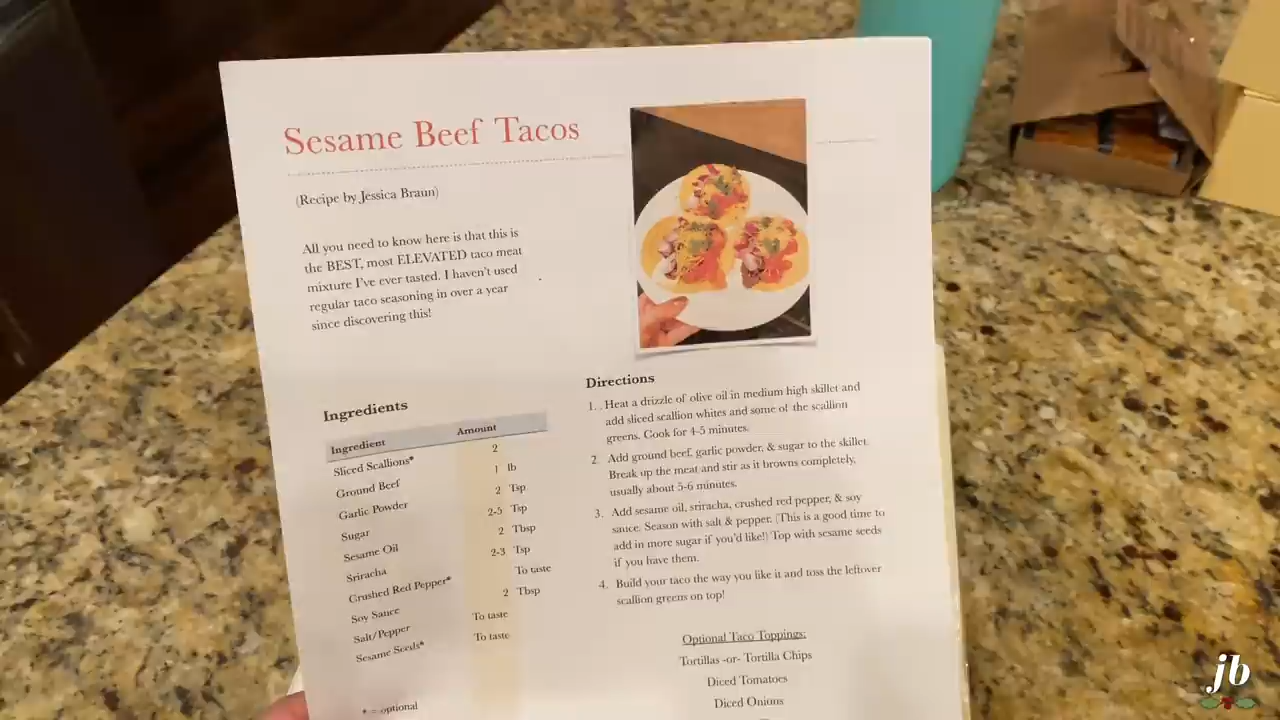 Sesame Beef Tacos
(Recipe by Jessica Braun)
All you need to know here is that this is
the BEST, most ELEVATED taco meat
mixture I've ever tasted. I haven't used
regular taco seasoning in over a year
since discovering this!
Ingredients
Ingredient Amount
Sliced Scallions* 2
Ground Beef 1 lb
Garlic Powder 2 Tsp
Sugar 2-5 Tsp
Sesame Oil 2 Tbsp
Sriracha 2-3 Tsp
Crushed Red Pepper* To taste
Soy Sauce 2 Tbsp
Salt/Pepper To taste
Sesame Seeds* To taste
* = optional
Directions
1. Heat a drizzle of olive oil in medium high skillet and
add sliced scallion whites and some of the scallion
greens. Cook for 4-5 minutes.
2. Add ground beef, garlic powder, & sugar to the skillet.
Break up the meat and stir as it browns completely,
usually about 5-6 minutes.
3. Add sesame oil, sriracha, crushed red pepper, & soy
sauce. Season with salt & pepper. (This is a good time to
add in more sugar if you'd like!) Top with sesame seeds
if you have them.
4. Build your taco the way you like it and toss the leftover
scallion greens on top!
Optional Taco Toppings:
Tortillas -or- Tortilla Chips
Diced Tomatoes
Diced Onions
jb